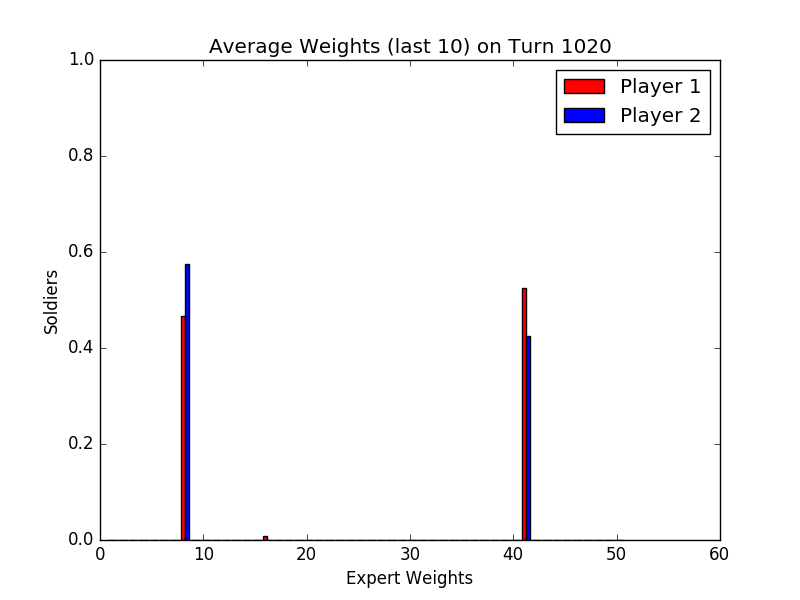 Average Weights (last 10) on Turn 1020
1.0
Player 1
Player 2
0.8
0.6
Soldiers
0.4
0.2
0.0
0 10 20 30 40 50 60
Expert Weights